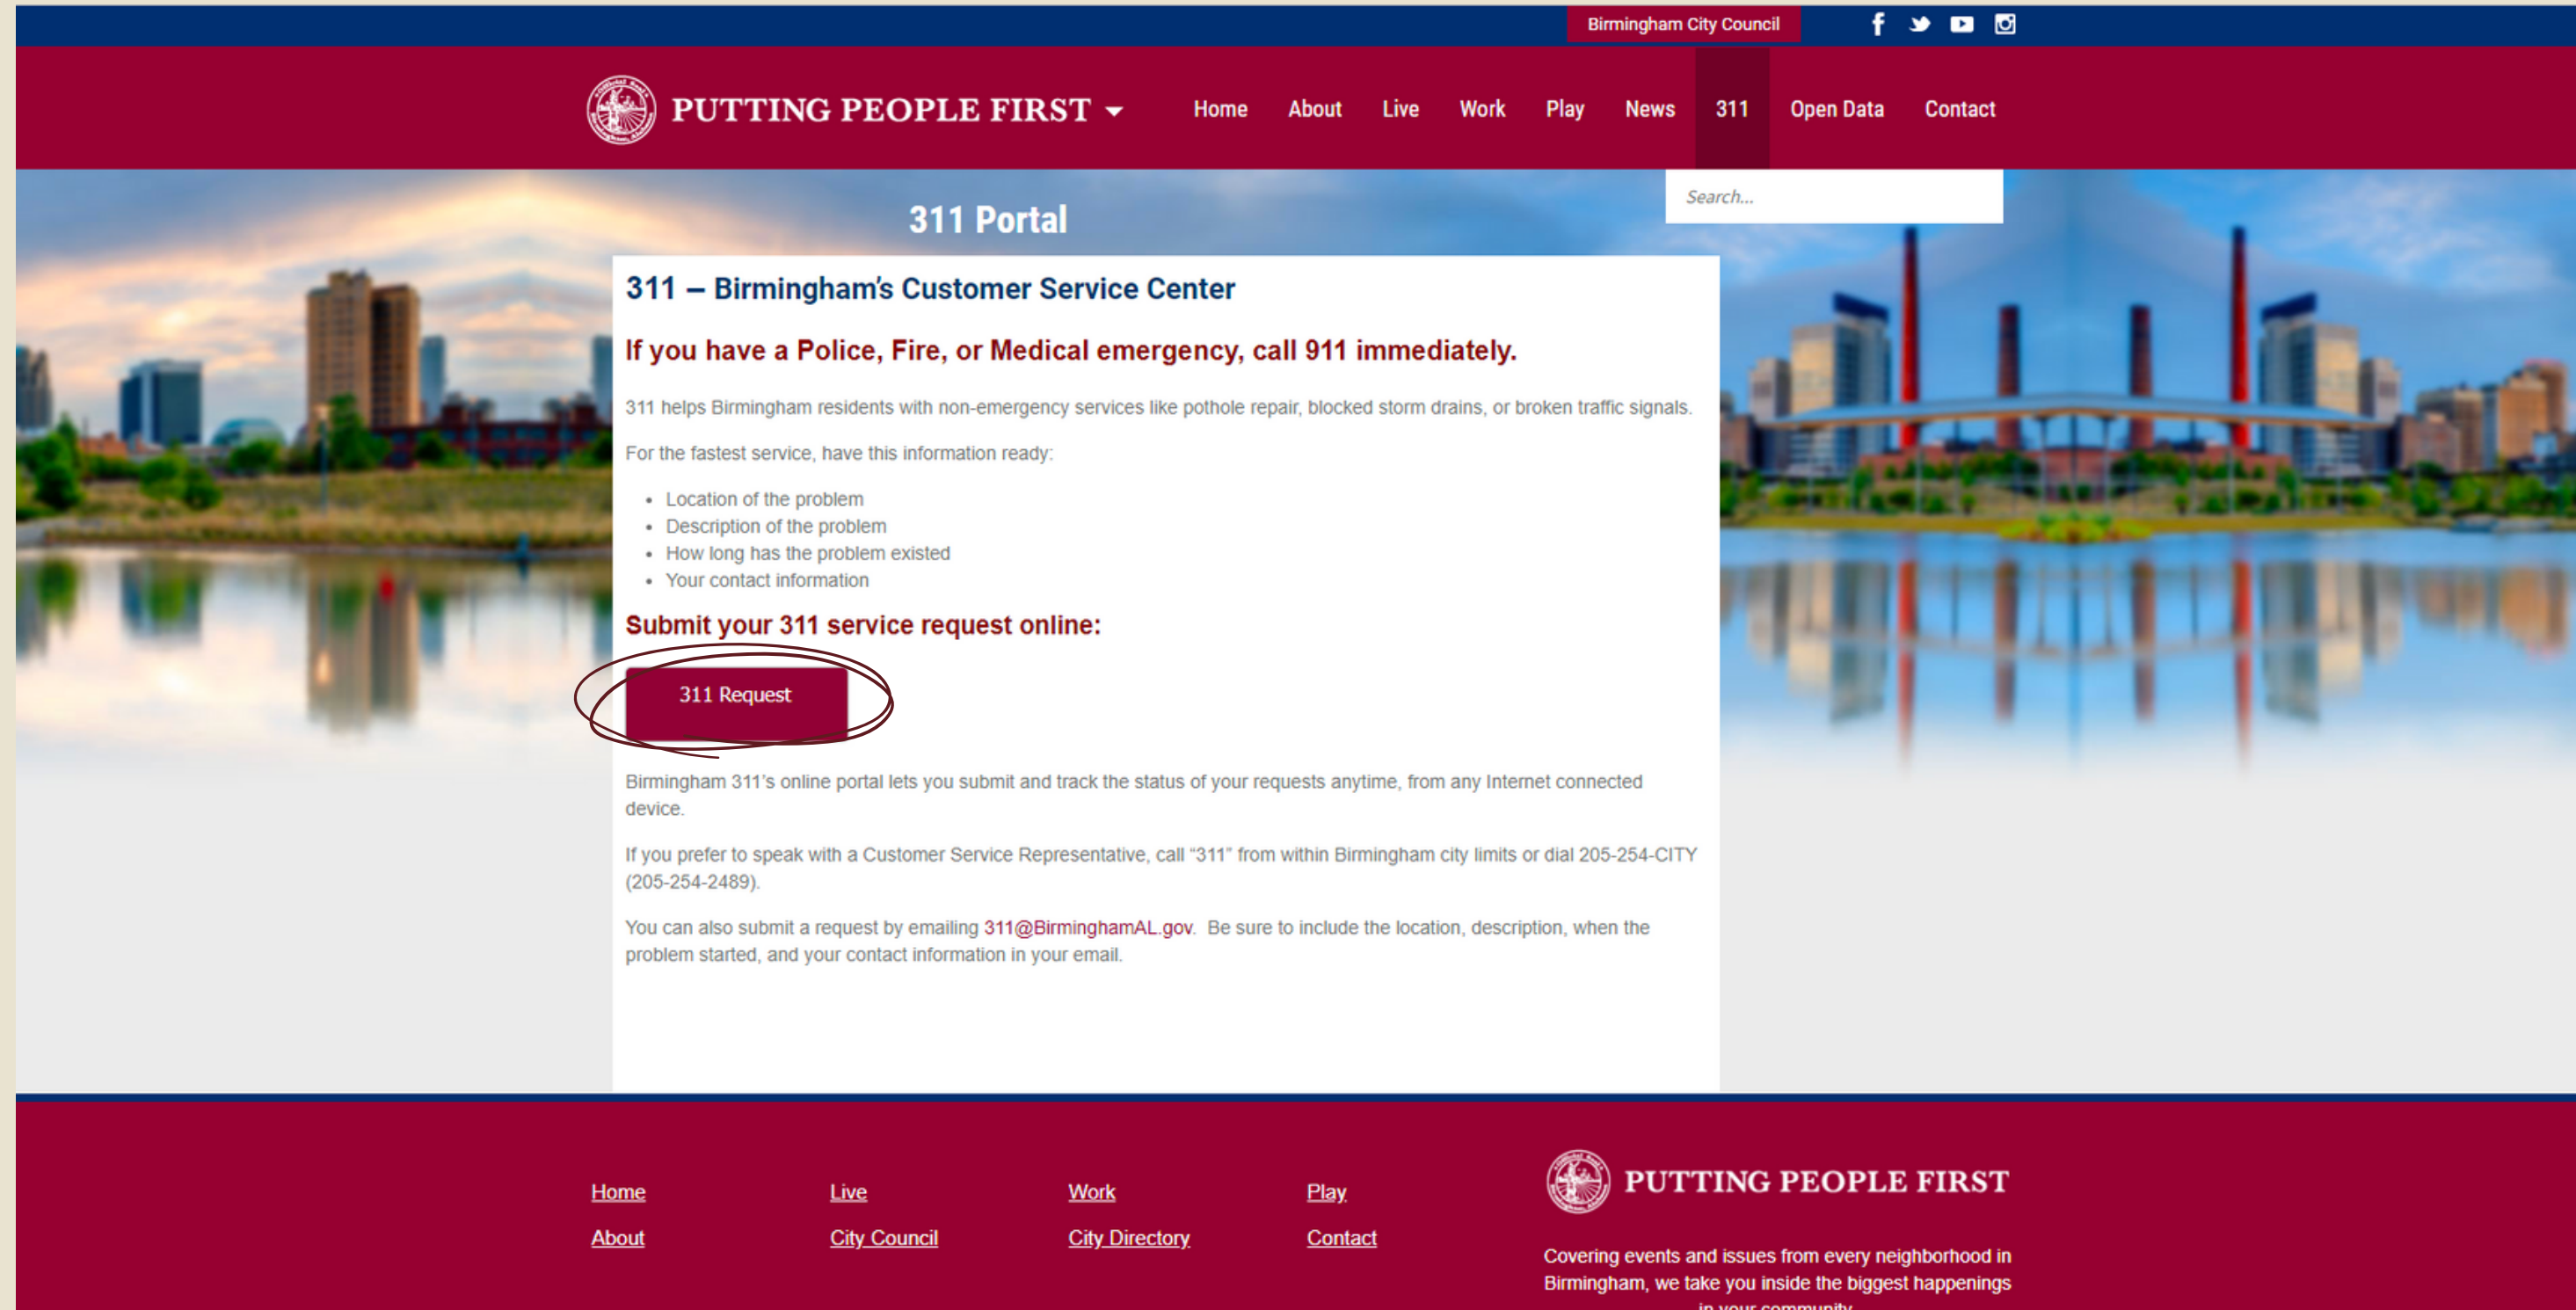 Birmingham City Council
PUTTING PEOPLE FIRST
Home About Live Work Play News 311 Open Data Contact
Search...
311 Portal
311 – Birmingham's Customer Service Center
If you have a Police, Fire, or Medical emergency, call 911 immediately.
311 helps Birmingham residents with non-emergency services like pothole repair, blocked storm drains, or broken traffic signals.
For the fastest service, have this information ready:
• Location of the problem
• Description of the problem
• How long has the problem existed
• Your contact information
Submit your 311 service request online:
311 Request
Birmingham 311's online portal lets you submit and track the status of your requests anytime, from any Internet connected
device.
If you prefer to speak with a Customer Service Representative, call “311” from within Birmingham city limits or dial 205-254-CITY
(205-254-2489).
You can also submit a request by emailing 311@BirminghamAL.gov. Be sure to include the location, description, when the
problem started, and your contact information in your email.
Home Live Work Play
About City Council City Directory Contact
PUTTING PEOPLE FIRST
Covering events and issues from every neighborhood in
Birmingham, we take you inside the biggest happenings
in your community